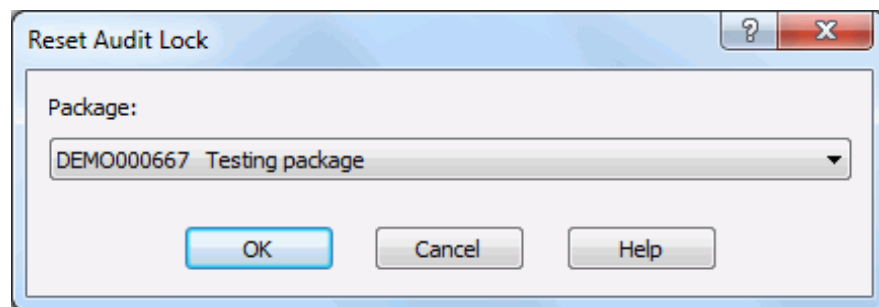 Reset Audit Lock
Package:
DEMO000667 Testing package
OK Cancel Help